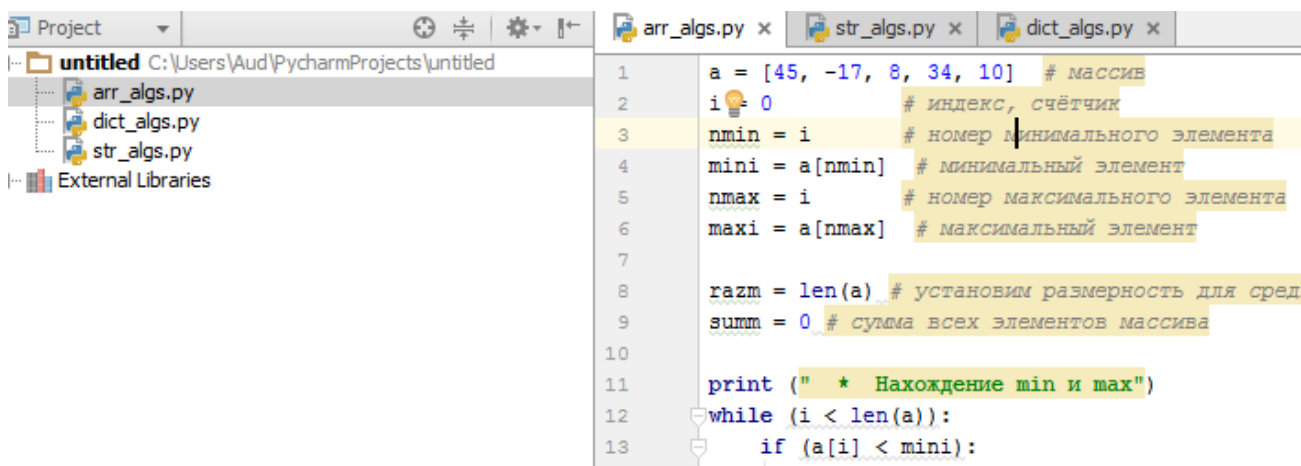 Project
untitled C:\Users\Aud\PycharmProjects\untitled
arr_algs.py
dict_algs.py
str_algs.py
External Libraries
arr_algs.py × str_algs.py × dict_algs.py ×
1 a = [45, -17, 8, 34, 10] # массив
2 i = 0 # индекс, счётчик
3 nmin = i # номер минимального элемента
4 mini = a[nmin] # минимальный элемент
5 nmax = i # номер максимального элемента
6 maxi = a[nmax] # максимальный элемент
7
8 razm = len(a) # установим размерность для сред
9 summ = 0 # сумма всех элементов массива
10
11 print (" * Нахождение min и max")
12 while (i < len(a)):
13 if (a[i] < mini):